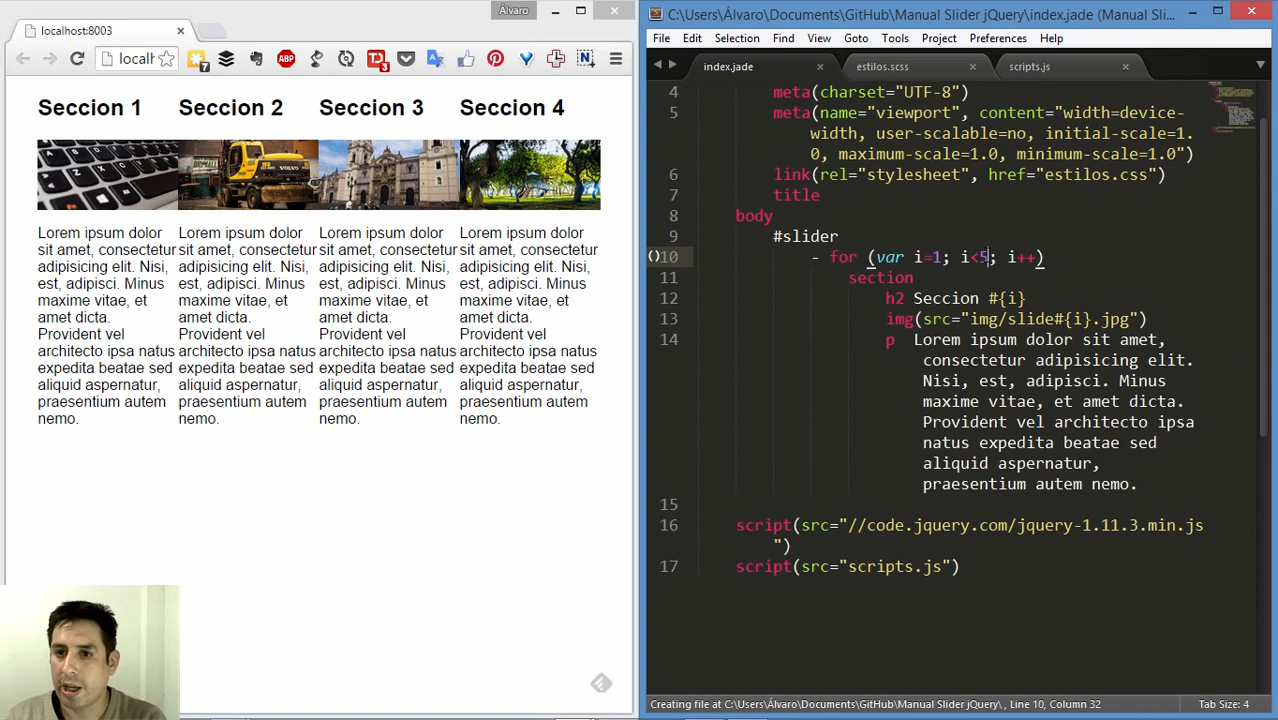 Álvaro
localhost:8003
localh
7
ABP
TD
3
N
Seccion 1 Seccion 2 Seccion 3 Seccion 4
VOLVO
Lorem ipsum dolor Lorem ipsum dolor Lorem ipsum dolor Lorem ipsum dolor
sit amet, consectetur sit amet, consectetur sit amet, consectetur sit amet, consectetur
adipisicing elit. Nisi, adipisicing elit. Nisi, adipisicing elit. Nisi, adipisicing elit. Nisi,
est, adipisci. Minus est, adipisci. Minus est, adipisci. Minus est, adipisci. Minus
maxime vitae, et maxime vitae, et maxime vitae, et maxime vitae, et
amet dicta. amet dicta. amet dicta. amet dicta.
Provident vel Provident vel Provident vel Provident vel
architecto ipsa natus architecto ipsa natus architecto ipsa natus architecto ipsa natus
expedita beatae sed expedita beatae sed expedita beatae sed expedita beatae sed
aliquid aspernatur, aliquid aspernatur, aliquid aspernatur, aliquid aspernatur,
praesentium autem praesentium autem praesentium autem praesentium autem
nemo. nemo. nemo. nemo.
C:\Users\Álvaro\Documents\GitHub\Manual Slider jQuery\index.jade (Manual Sli...
File Edit Selection Find View Goto Tools Project Preferences Help
index.jade estilos.scss scripts.js
4 meta(charset="UTF-8")
5 meta(name="viewport", content="width=device-
width, user-scalable=no, initial-scale=1.
0, maximum-scale=1.0, minimum-scale=1.0")
6 link(rel="stylesheet", href="estilos.css")
7 title
8 body
9 #slider
10 - for (var i=1; i<5; i++)
11 section
12 h2 Seccion #{i}
13 img(src="img/slide#{i}.jpg")
14 p Lorem ipsum dolor sit amet,
consectetur adipisicing elit.
Nisi, est, adipisci. Minus
maxime vitae, et amet dicta.
Provident vel architecto ipsa
natus expedita beatae sed
aliquid aspernatur,
praesentium autem nemo.
15
16 script(src="//code.jquery.com/jquery-1.11.3.min.js
")
17 script(src="scripts.js")
Creating file at C:\Users\Álvaro\Documents\GitHub\Manual Slider jQuery\ , Line 10, Column 32 Tab Size: 4